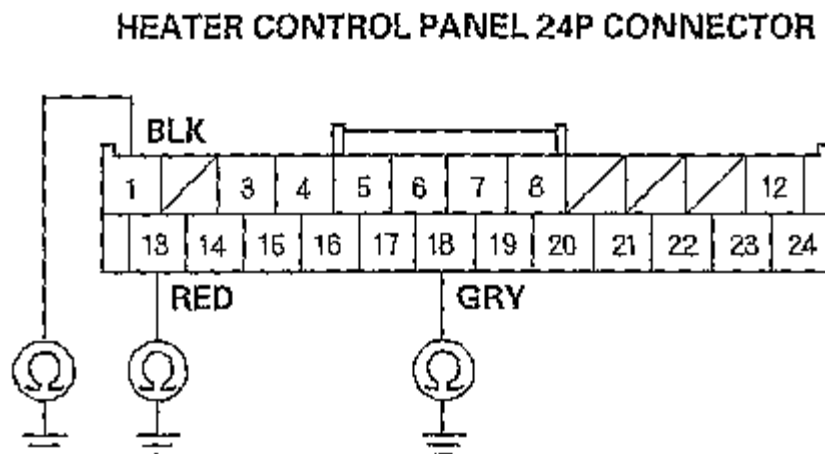 HEATER CONTROL PANEL 24P CONNECTOR
BLK
1 3 4 5 6 7 8 12
13 14 15 16 17 18 19 20 21 22 23 24
RED GRY
Ω Ω Ω